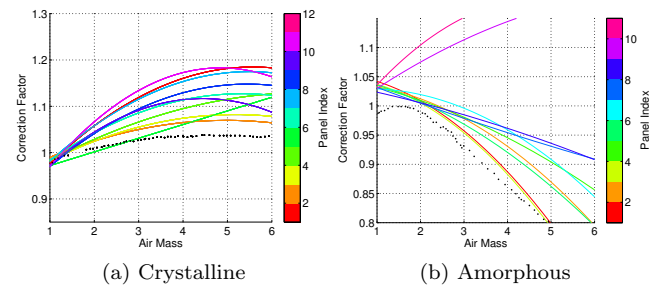 1.3
1.2
1.1
1
0.9
Correction Factor
1 2 3 4 5 6
Air Mass
12
10
8
6
4
2
Panel Index
(a) Crystalline
1.1
1.05
1
0.95
0.9
0.85
0.8
Correction Factor
1 2 3 4 5 6
Air Mass
10
8
6
4
2
Panel Index
(b) Amorphous